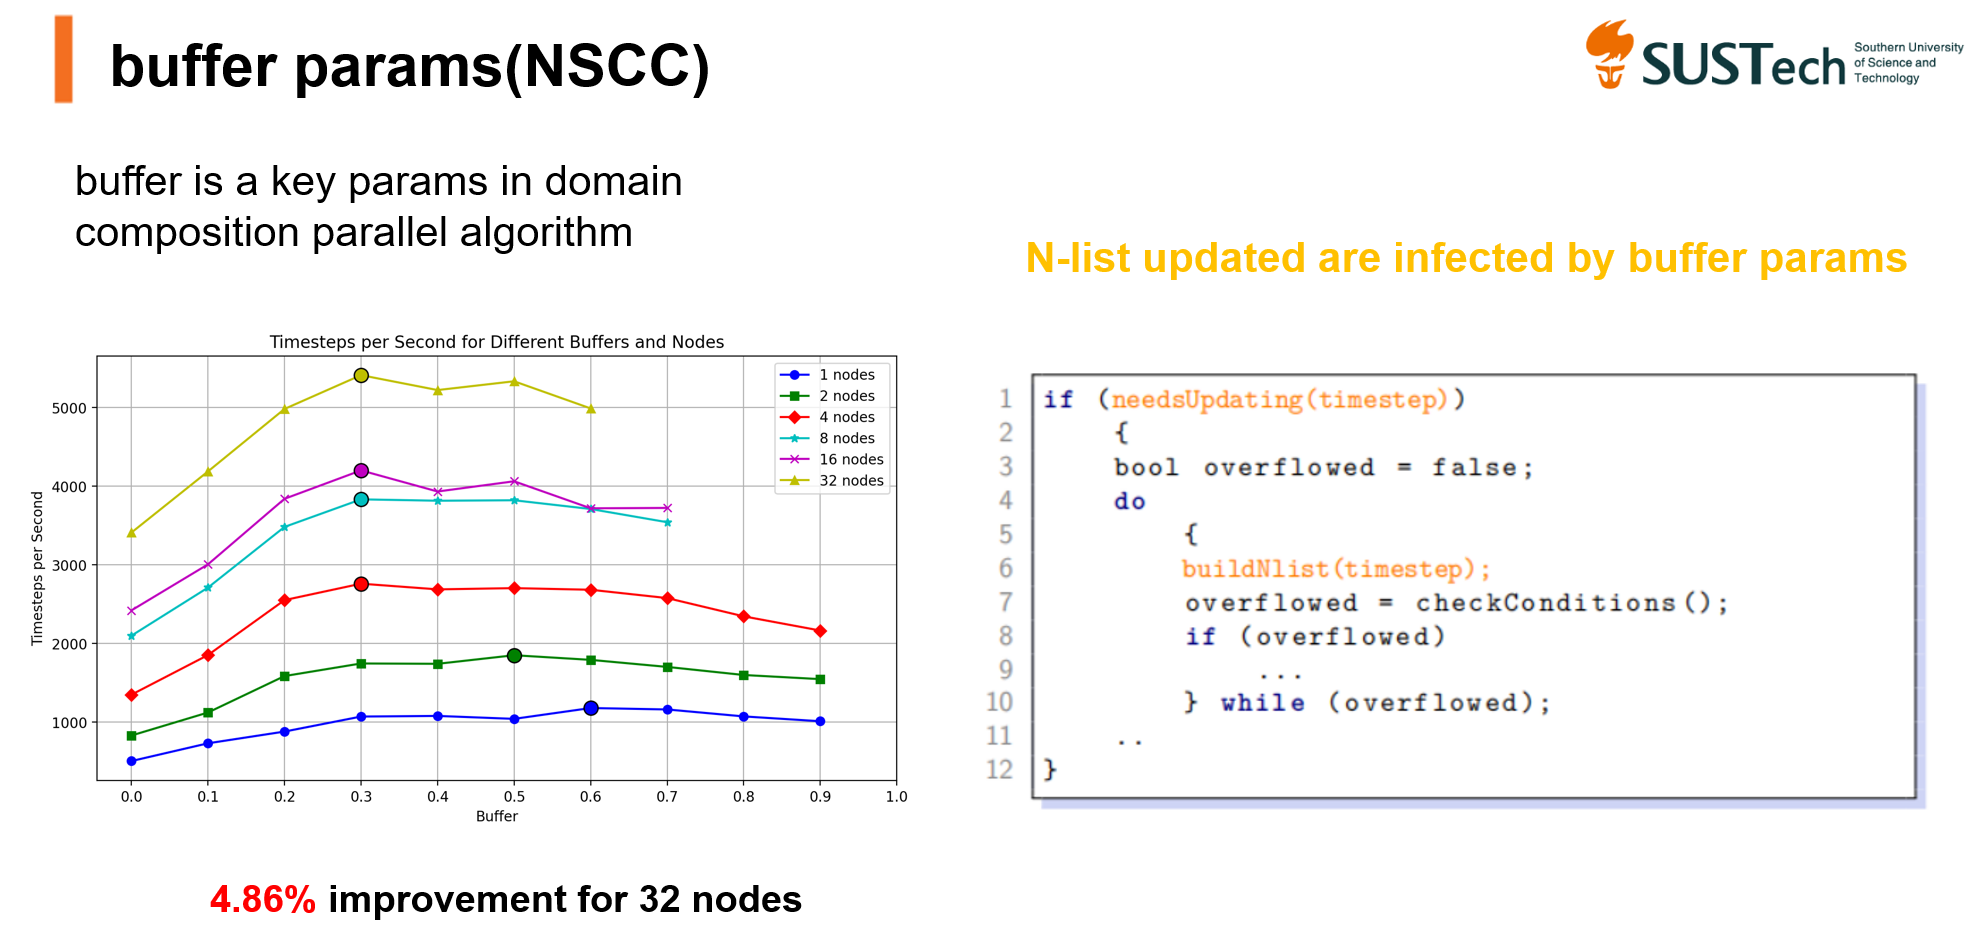 buffer params(NSCC)
SUSTech
Southern University
of Science and
Technology
buffer is a key params in domain
composition parallel algorithm
N-list updated are infected by buffer params
Timesteps per Second for Different Buffers and Nodes
1 nodes
2 nodes
4 nodes
8 nodes
16 nodes
32 nodes
5000
4000
3000
2000
1000
Timesteps per Second
0.0 0.1 0.2 0.3 0.4 0.5 0.6 0.7 0.8 0.9 1.0
Buffer
1 if (needsUpdating(timestep))
2 {
3 bool overflowed = false;
4 do
5 {
6 buildNlist(timestep);
7 overflowed = checkConditions();
8 if (overflowed)
9 ...
10 } while (overflowed);
11 ..
12 }
4.86% improvement for 32 nodes